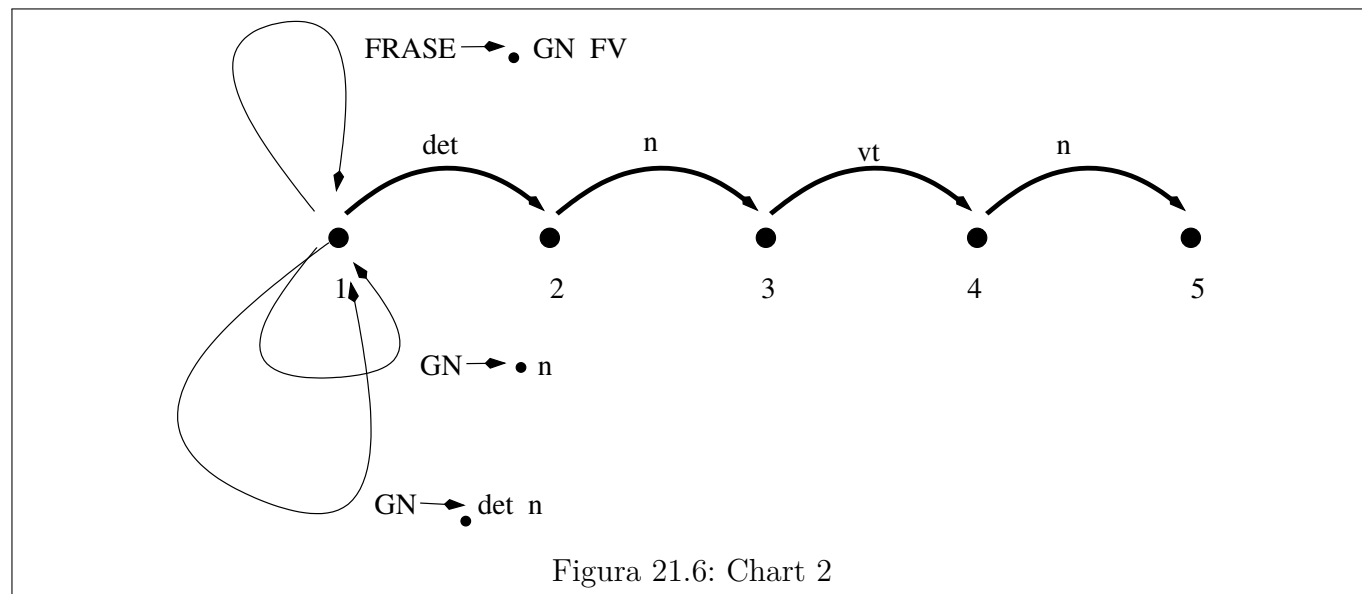 FRASE → • GN FV
det n vt n
1 2 3 4 5
GN → • n
GN → • det n
Figura 21.6: Chart 2